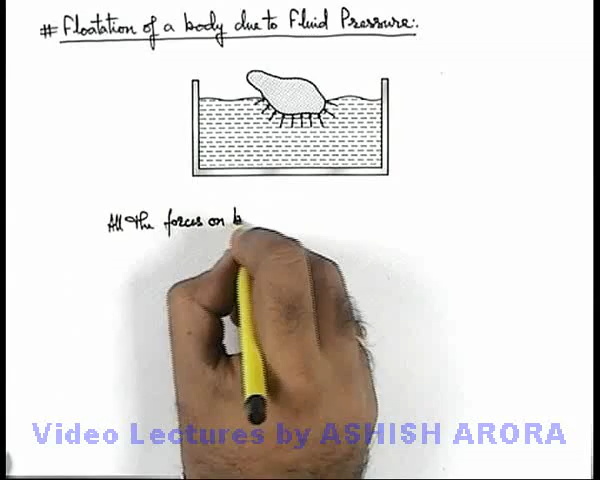 # Floatation of a body due to Fluid Pressure:.
All the forces on b
Video Lectures by ASHISH ARORA